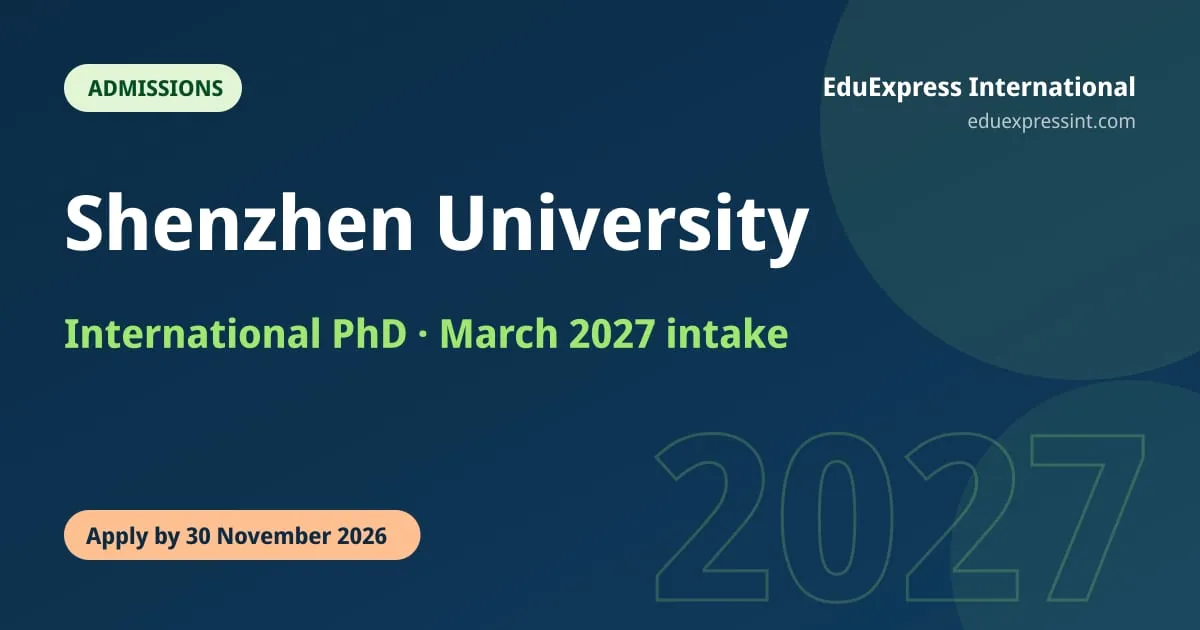 ADMISSIONS
EduExpress International
eduexpressint.com
Shenzhen University
International PhD · March 2027 intake
2027
Apply by 30 November 2026